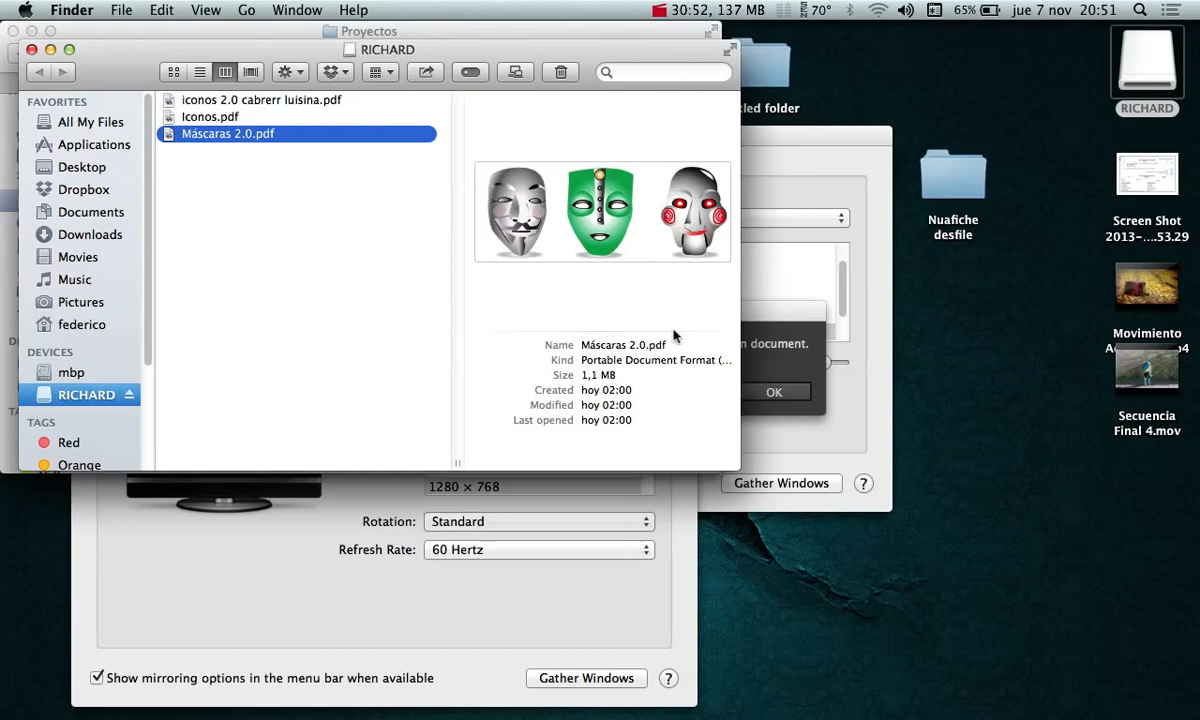 Finder File Edit View Go Window Help 30:52, 137 MB 70° 65% jue 7 nov 20:51
Proyectos
RICHARD
FAVORITES
All My Files
Applications
Desktop
Dropbox
Documents
Downloads
Movies
Music
Pictures
federico
DEVICES
mbp
RICHARD
TAGS
Red
Orange
iconos 2.0 cabrerr luisina.pdf
Iconos.pdf
Máscaras 2.0.pdf
Name Máscaras 2.0.pdf
Kind Portable Document Format (...
Size 1,1 MB
Created hoy 02:00
Modified hoy 02:00
Last opened hoy 02:00
document.
OK
Gather Windows ?
1280 × 768
Rotation: Standard
Refresh Rate: 60 Hertz
Show mirroring options in the menu bar when available
Gather Windows ?
folder
Nuafiche
desfile
RICHARD
Screen Shot
2013-....53.29
Movimiento
Secuencia
Final 4.mov